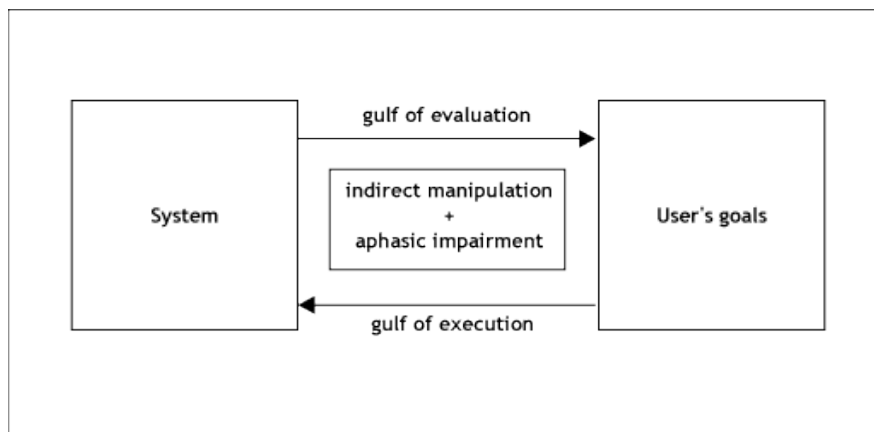 gulf of evaluation
System
indirect manipulation
+
aphasic impairment
User's goals
gulf of execution